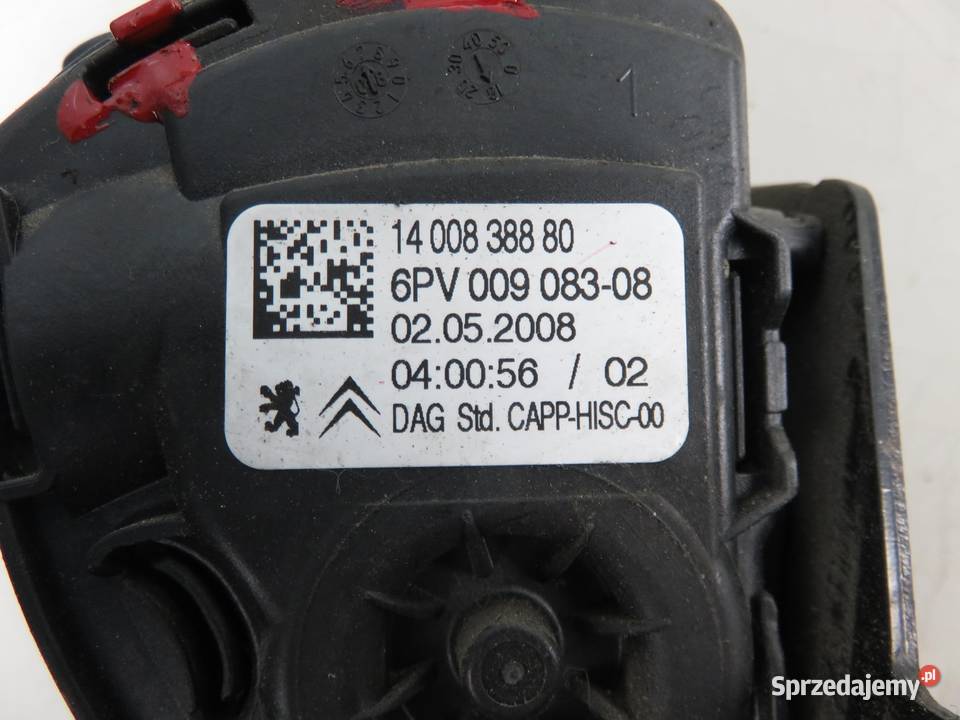 1
14 008 388 80
6PV 009 083-08
02.05.2008
04:00:56 / 02
DAG Std. CAPP-HISC-00
Sprzedajemy.pl